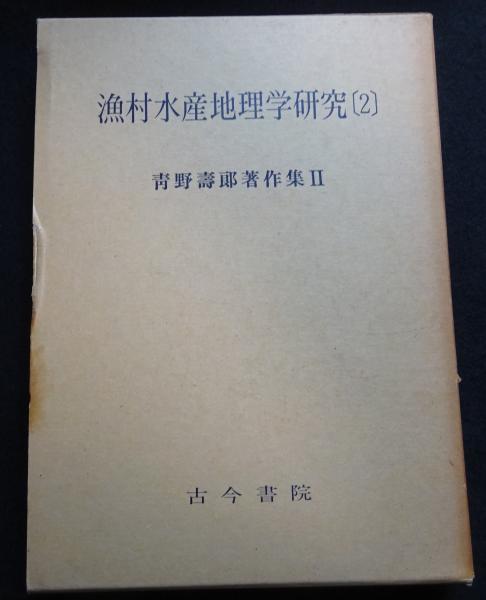 漁村水産地理学研究〔2〕
青野壽郎著作集Ⅱ
古今書院